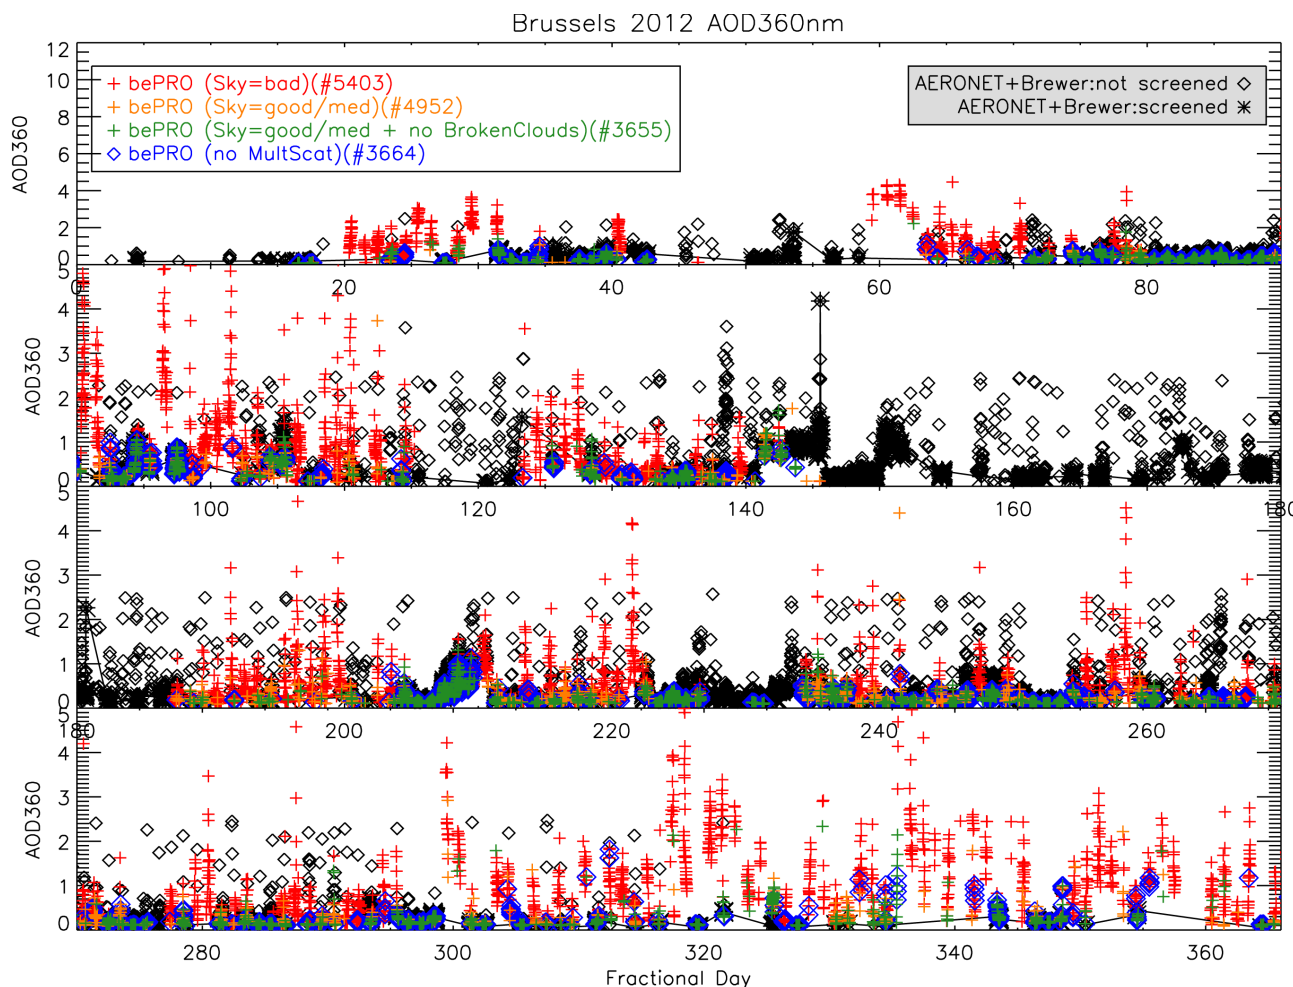 Brussels 2012 AOD360nm
12
10
8
6
4
2
0
AOD360
+ bePRO (Sky=bad)(#5403)
+ bePRO (Sky=good/med)(#4952)
+ bePRO (Sky=good/med + no BrokenClouds)(#3655)
◇ bePRO (no MultScat)(#3664)
AERONET+Brewer:not screened ◇
AERONET+Brewer:screened ✳
0 20 40 60 80
5
4
3
2
1
0
AOD360
100 120 140 160 180
5
4
3
2
1
0
AOD360
180 200 220 240 260
5
4
3
2
1
0
AOD360
280 300 320 340 360
Fractional Day